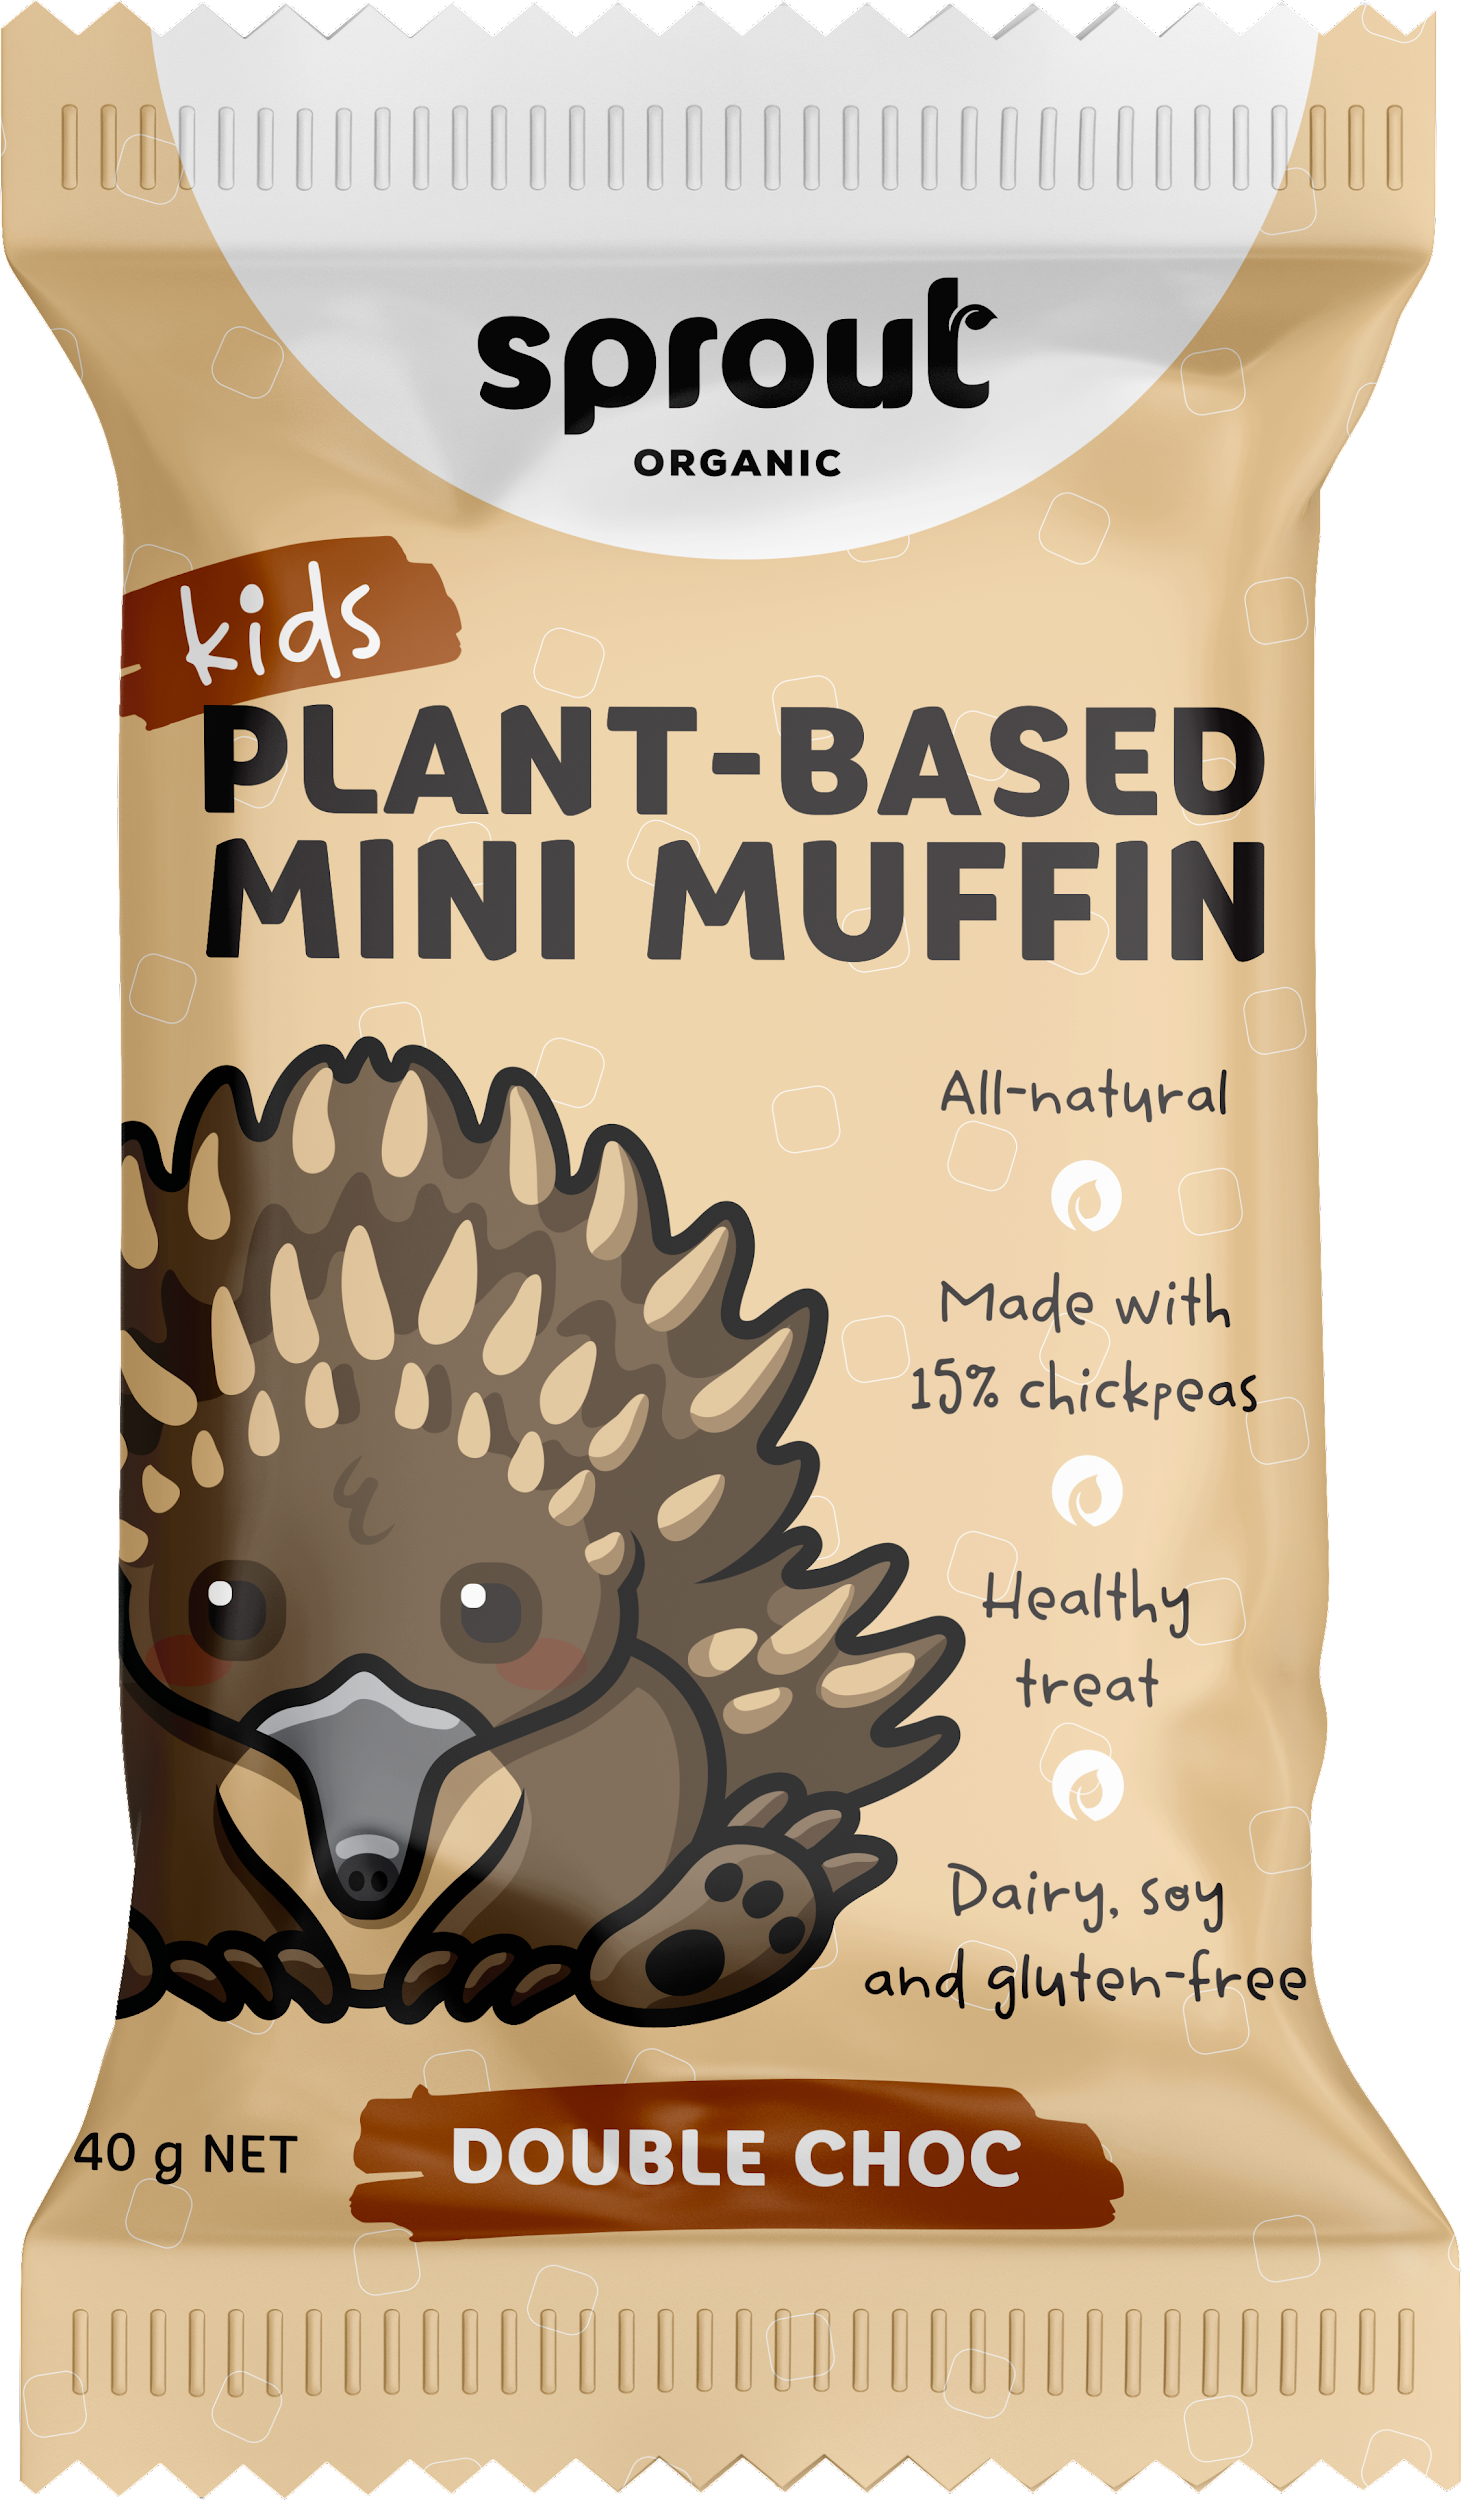 sprout
ORGANIC
kids
PLANT-BASED
MINI MUFFIN
All-natural
Made with
15% chickpeas
Healthy
treat
Dairy, soy
and gluten-free
40 g NET
DOUBLE CHOC